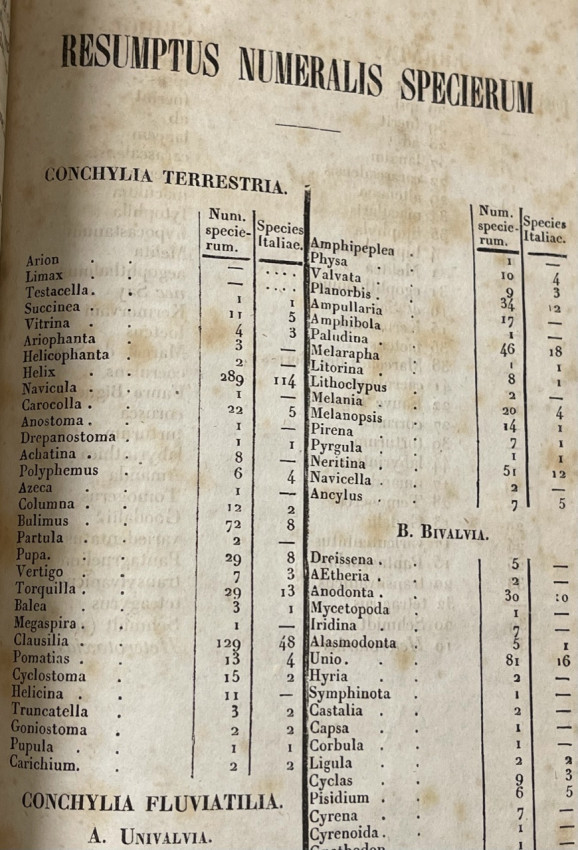 RESUMPTUS NUMERALIS SPECIERUM
CONCHYLIA TERRESTRIA.
Num. specierum. Species Italiae.
Arion . — ....
Limax . — ....
Testacella . 1 1
Succinea . 11 5
Vitrina . 4 3
Ariophanta . 3 —
Helicophanta . 2 —
Helix . 289 114
Navicula . 1 —
Carocolla . 22 5
Anostoma . 1 —
Drepanostoma . 1 1
Achatina . 8 —
Polyphemus . 6 4
Azeca . 1 —
Columna . 12 2
Bulimus . 72 8
Partula . 2 —
Pupa . 29 8
Vertigo . 7 3
Torquilla . 29 13
Balea . 3 1
Megaspira . 1 —
Clausilia . 129 48
Pomatias . 13 4
Cyclostoma . 15 2
Helicina . 11 —
Truncatella . 3 2
Goniostoma . 2 2
Pupula . 1 1
Carichium . 2 2
CONCHYLIA FLUVIATILIA.
A. UNIVALVIA.
Num. specierum. Species Italiae.
Amphipeplea . 1 —
Physa . 10 4
Valvata . 9 3
Planorbis . 34 12
Ampullaria . 17 —
Amphibola . 1 —
Paludina . 46 18
Melarapha . 1 1
Litorina . 8 1
Lithoclypus . 2 —
Melania . 20 4
Melanopsis . 14 1
Pirena . 7 1
Pyrgula . 1 1
Neritina . 51 12
Navicella . 2 —
Ancylus . 7 5
B. BIVALVIA.
Dreissena . 5 —
AEtheria . 2 —
Anodonta . 30 10
Mycetopoda 1 —
Iridina . 7 —
Alasmodonta . 5 1
Unio . 81 16
Hyria . 2 —
Symphinota . 1 —
Castalia . 2 —
Capsa . 1 —
Corbula . 1 —
Ligula . 2 2
Cyclas . 9 3
Pisidium . 6 5
Cyrena . 7 —
Cyrenoida . 1 —